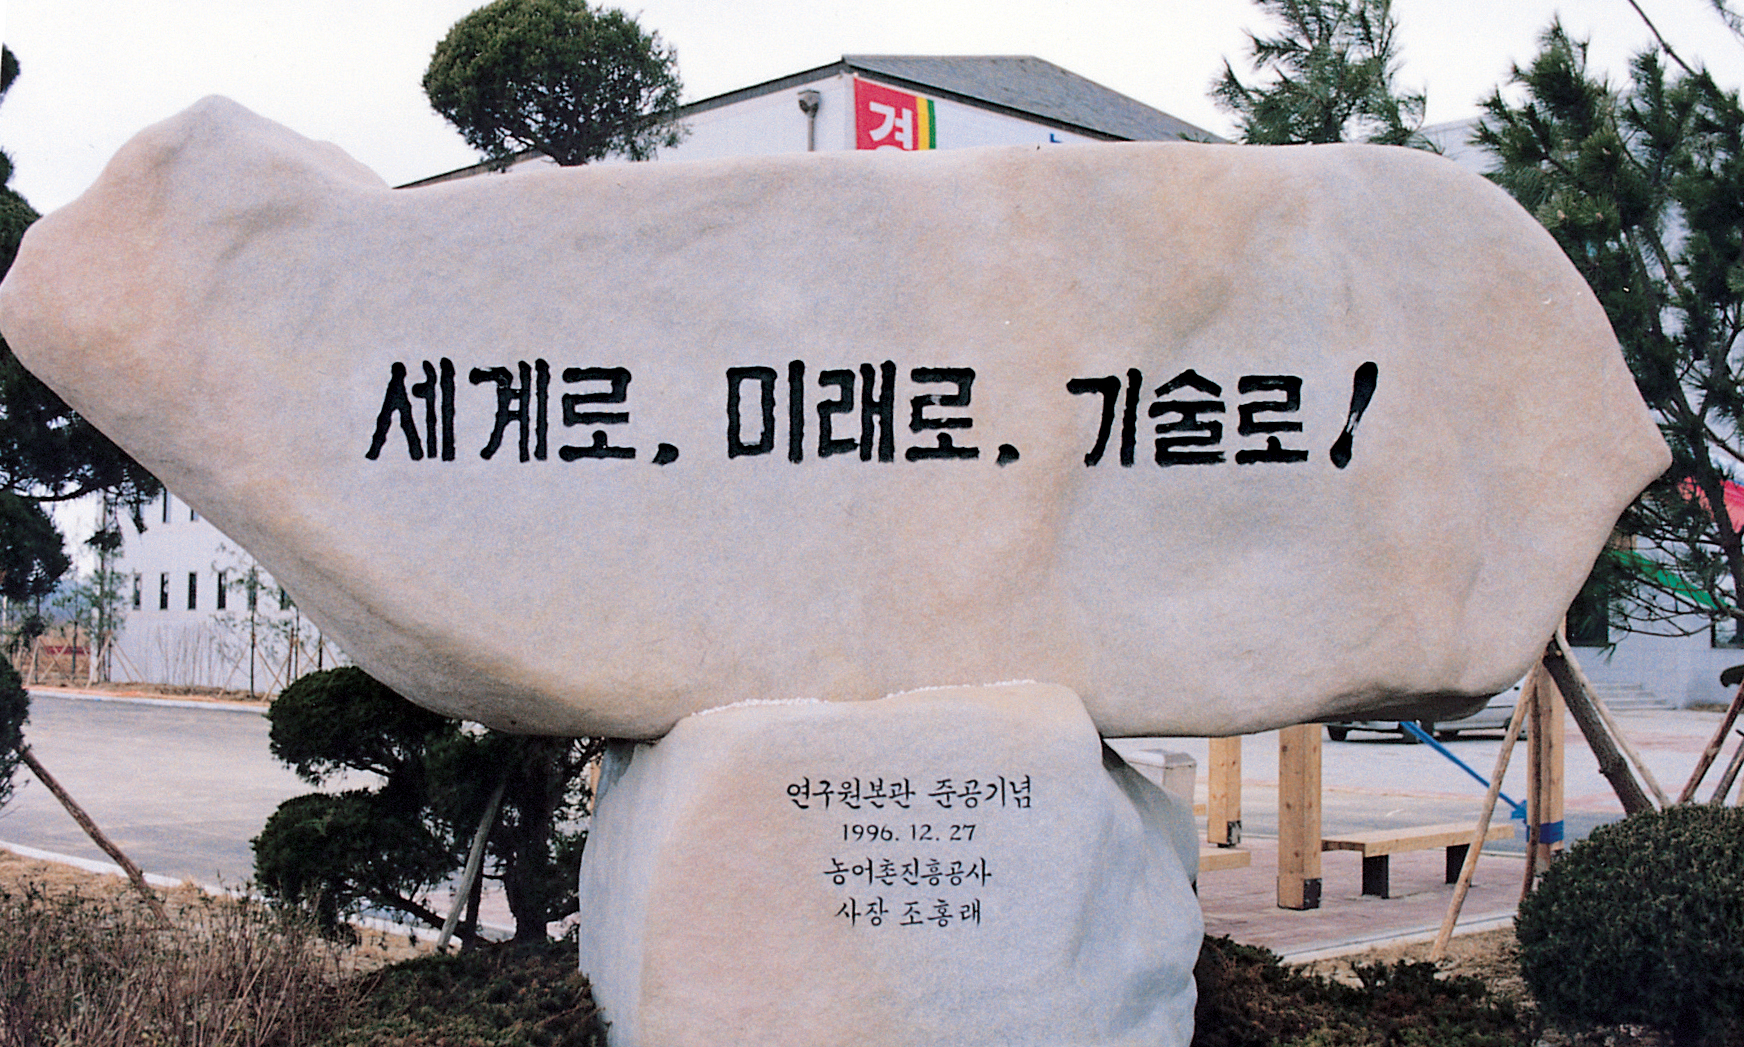 경
세계로, 미래로, 기술로!
연구원본관 준공기념
1996. 12. 27
농어촌진흥공사
사장 조홍래